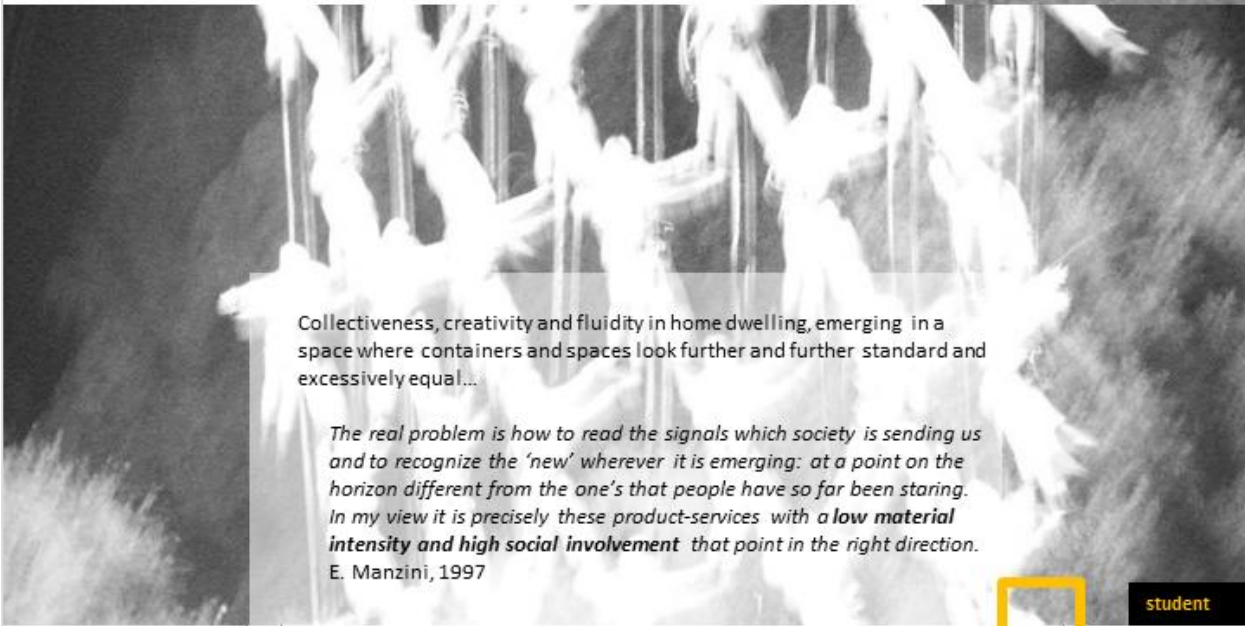 Collectiveness, creativity and fluidity in home dwelling, emerging in a
space where containers and spaces look further and further standard and
excessively equal…
The real problem is how to read the signals which society is sending us
and to recognize the ‘new’ wherever it is emerging: at a point on the
horizon different from the one’s that people have so far been staring.
In my view it is precisely these product-services with a low material
intensity and high social involvement that point in the right direction.
E. Manzini, 1997
student